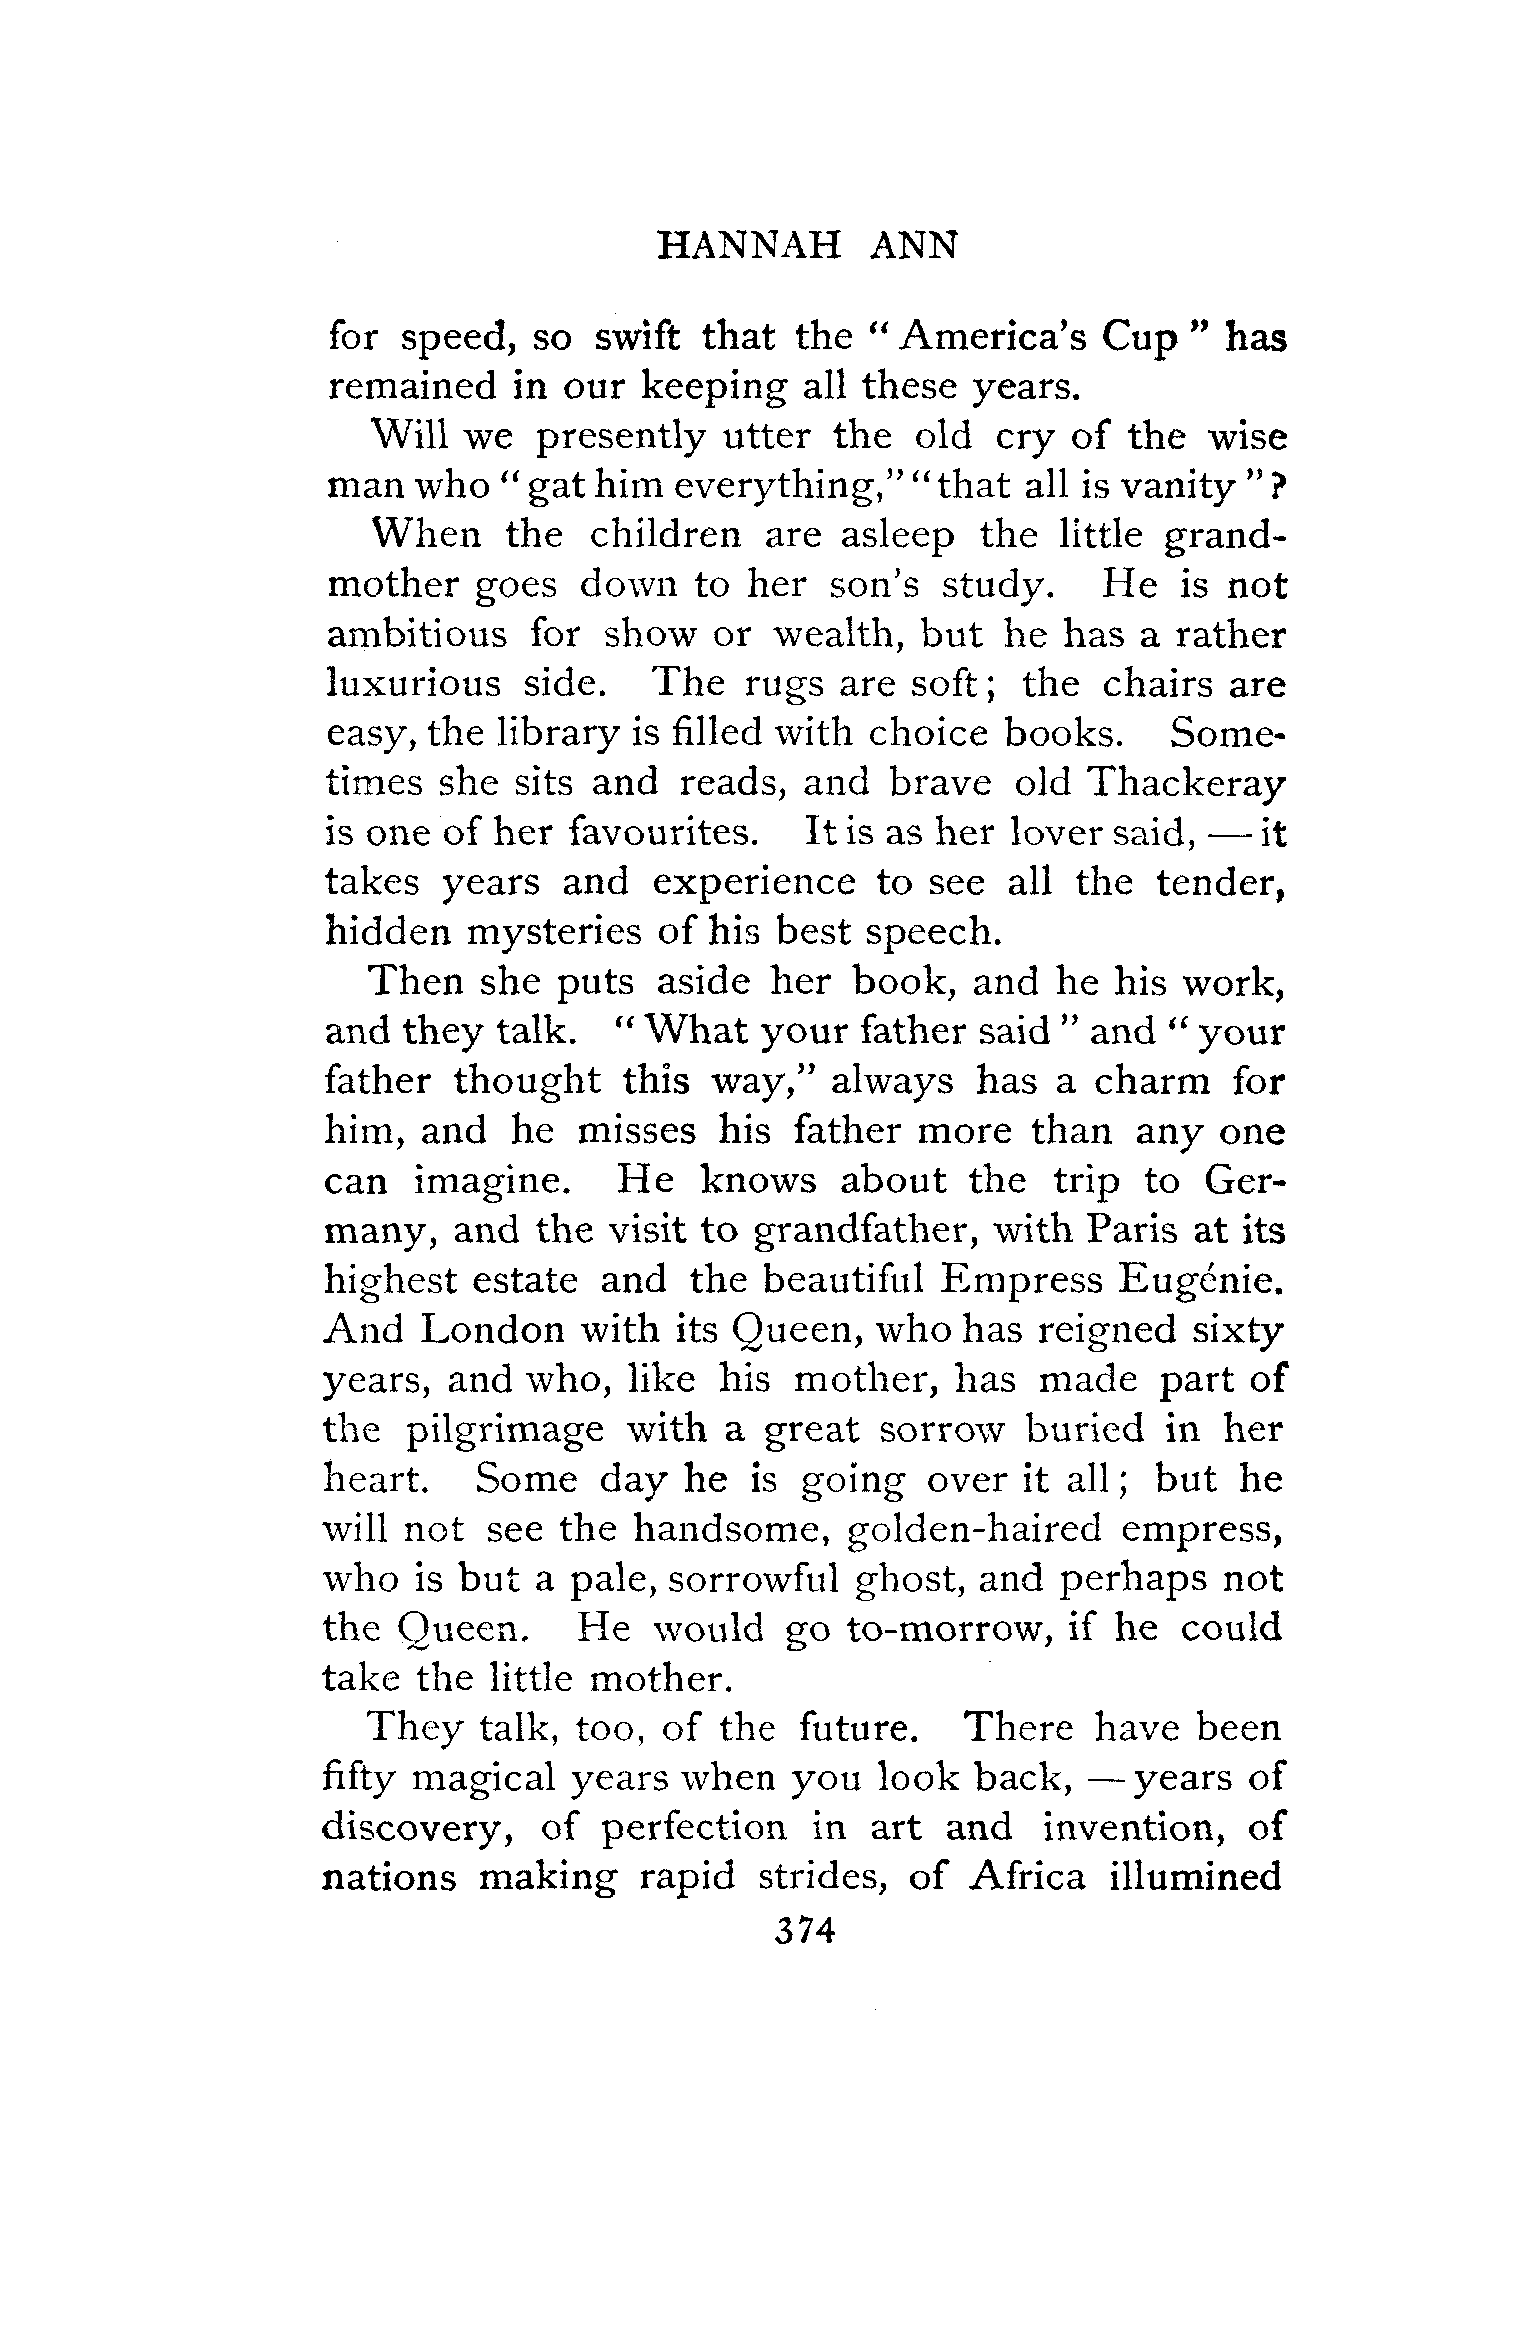 HANNAH ANN
for speed, so swift that the " America's Cup " has
remained in our keeping all these years.
Will we presently utter the old cry of the wise
man who " gat him everything," "that all is vanity " ?
When the children are asleep the little grand-
mother goes down to her son's study. He is not
ambitious for show or wealth, but he has a rather
luxurious side. The rugs are soft ; the chairs are
easy, the library is filled with choice books. Some-
times she sits and reads, and brave old Thackeray
is one of her favourites. It is as her lover said, — it
takes years and experience to see all the tender,
hidden mysteries of his best speech.
Then she puts aside her book, and he his work,
and they talk. " What your father said " and " your
father thought this way," always has a charm for
him, and he misses his father more than any one
can imagine. He knows about the trip to Ger-
many, and the visit to grandfather, with Paris at its
highest estate and the beautiful Empress Eugénie.
And London with its Queen, who has reigned sixty
years, and who, like his mother, has made part of
the pilgrimage with a great sorrow buried in her
heart. Some day he is going over it all ; but he
will not see the handsome, golden-haired empress,
who is but a pale, sorrowful ghost, and perhaps not
the Queen. He would go to-morrow, if he could
take the little mother.
They talk, too, of the future. There have been
fifty magical years when you look back, — years of
discovery, of perfection in art and invention, of
nations making rapid strides, of Africa illumined
374